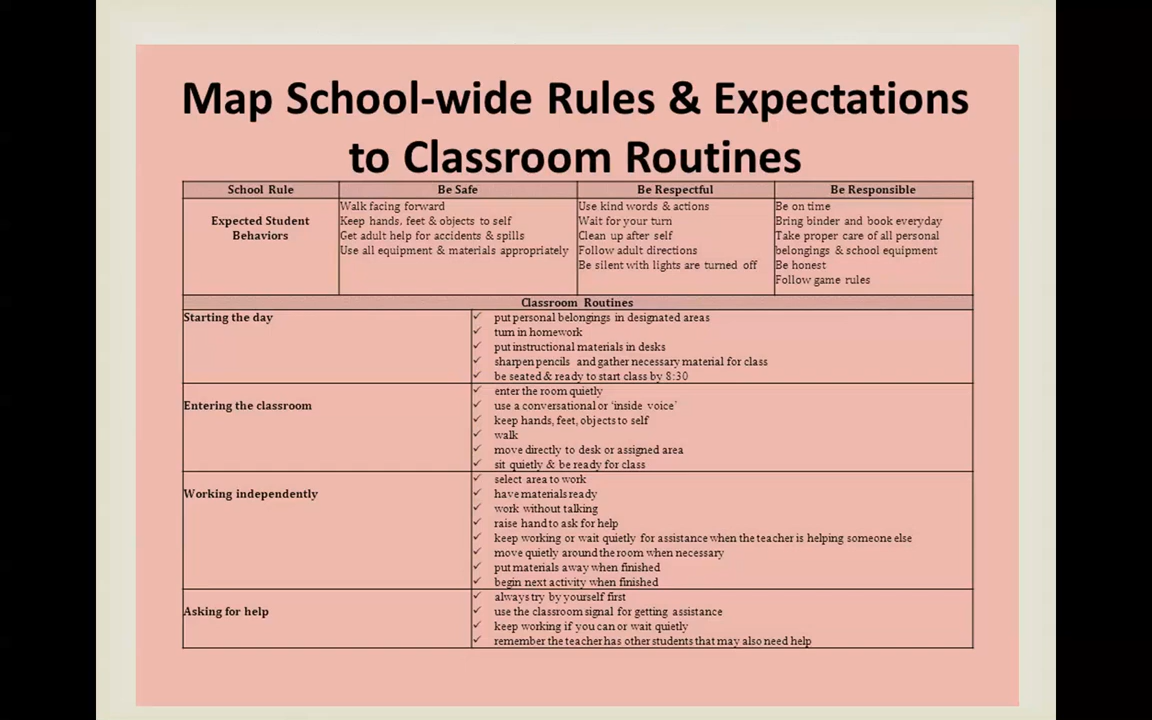 Map School-wide Rules & Expectations
to Classroom Routines
School Rule
Be Safe
Be Respectful
Be Responsible
Expected Student
Behaviors
Walk facing forward
Keep hands, feet & objects to self
Get adult help for accidents & spills
Use all equipment & materials appropriately
Use kind words & actions
Wait for your turn
Clean up after self
Follow adult directions
Be silent with lights are turned off
Be on time
Bring binder and book everyday
Take proper care of all personal
belongings & school equipment
Be honest
Follow game rules
Classroom Routines
Starting the day
✓ put personal belongings in designated areas
✓ turn in homework
✓ put instructional materials in desks
✓ sharpen pencils and gather necessary material for class
✓ be seated & ready to start class by 8:30
Entering the classroom
✓ enter the room quietly
✓ use a conversational or ‘inside voice’
✓ keep hands, feet, objects to self
✓ walk
✓ move directly to desk or assigned area
✓ sit quietly & be ready for class
Working independently
✓ select area to work
✓ have materials ready
✓ work without talking
✓ raise hand to ask for help
✓ keep working or wait quietly for assistance when the teacher is helping someone else
✓ move quietly around the room when necessary
✓ put materials away when finished
✓ begin next activity when finished
Asking for help
✓ always try by yourself first
✓ use the classroom signal for getting assistance
✓ keep working if you can or wait quietly
✓ remember the teacher has other students that may also need help